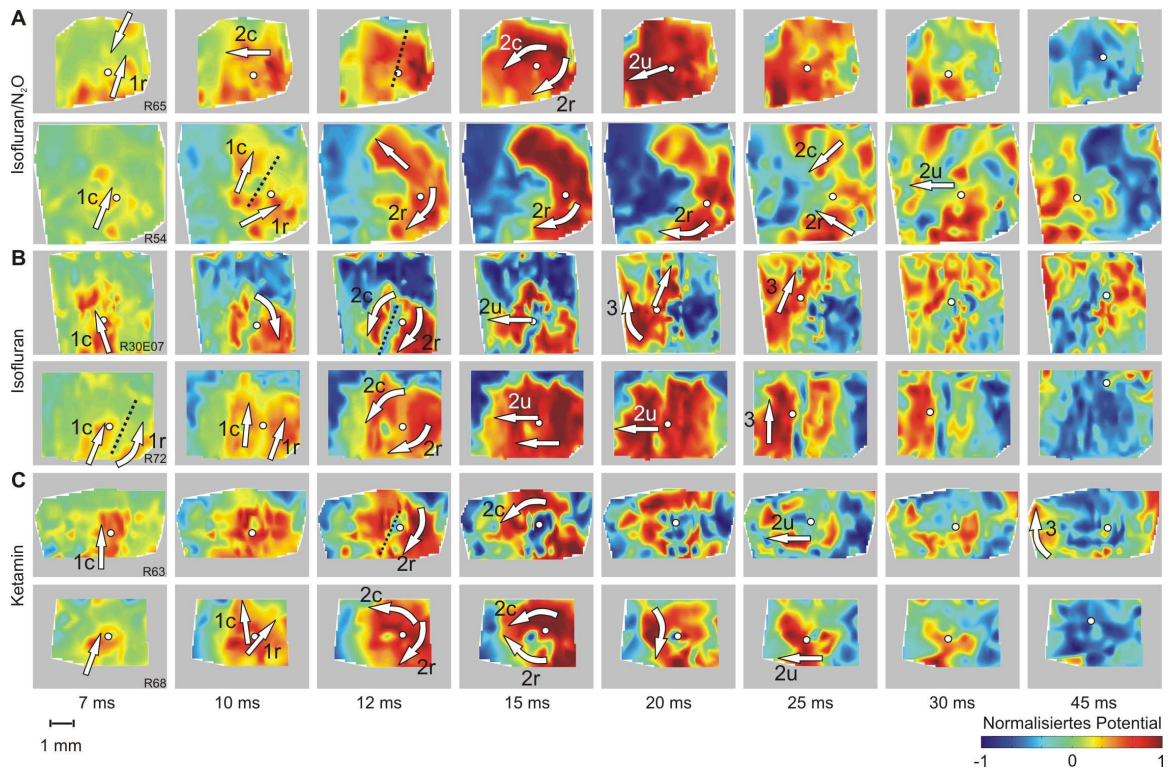 A
Isofluran/N₂O
2c
1r
R65
2c
2r
2u
1c
R54
1c
1r
2r
2r
2r
2c
2r
2u
B
Isofluran
1c
R30E07
2c
2r
2u
3
3
1c
1r
R72
1c
1r
2c
2r
2u
2u
3
C
Ketamin
1c
R63
2r
2c
2u
3
R68
1c
1r
2c
2r
2c
2r
2u
7 ms
10 ms
12 ms
15 ms
20 ms
25 ms
30 ms
45 ms
1 mm
Normalisiertes Potential
-1 0 1